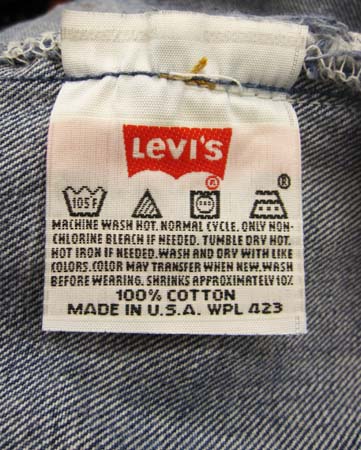 Levi's
R
105F
®
MACHINE WASH HOT. NORMAL CYCLE. ONLY NON-
CHLORINE BLEACH IF NEEDED. TUMBLE DRY HOT.
HOT IRON IF NEEDED. WASH AND DRY WITH LIKE
COLORS. COLOR MAY TRANSFER WHEN NEW. WASH
BEFORE WEARING. SHRINKS APPROXIMATELY 10%
100% COTTON
MADE IN U.S.A. WPL 423